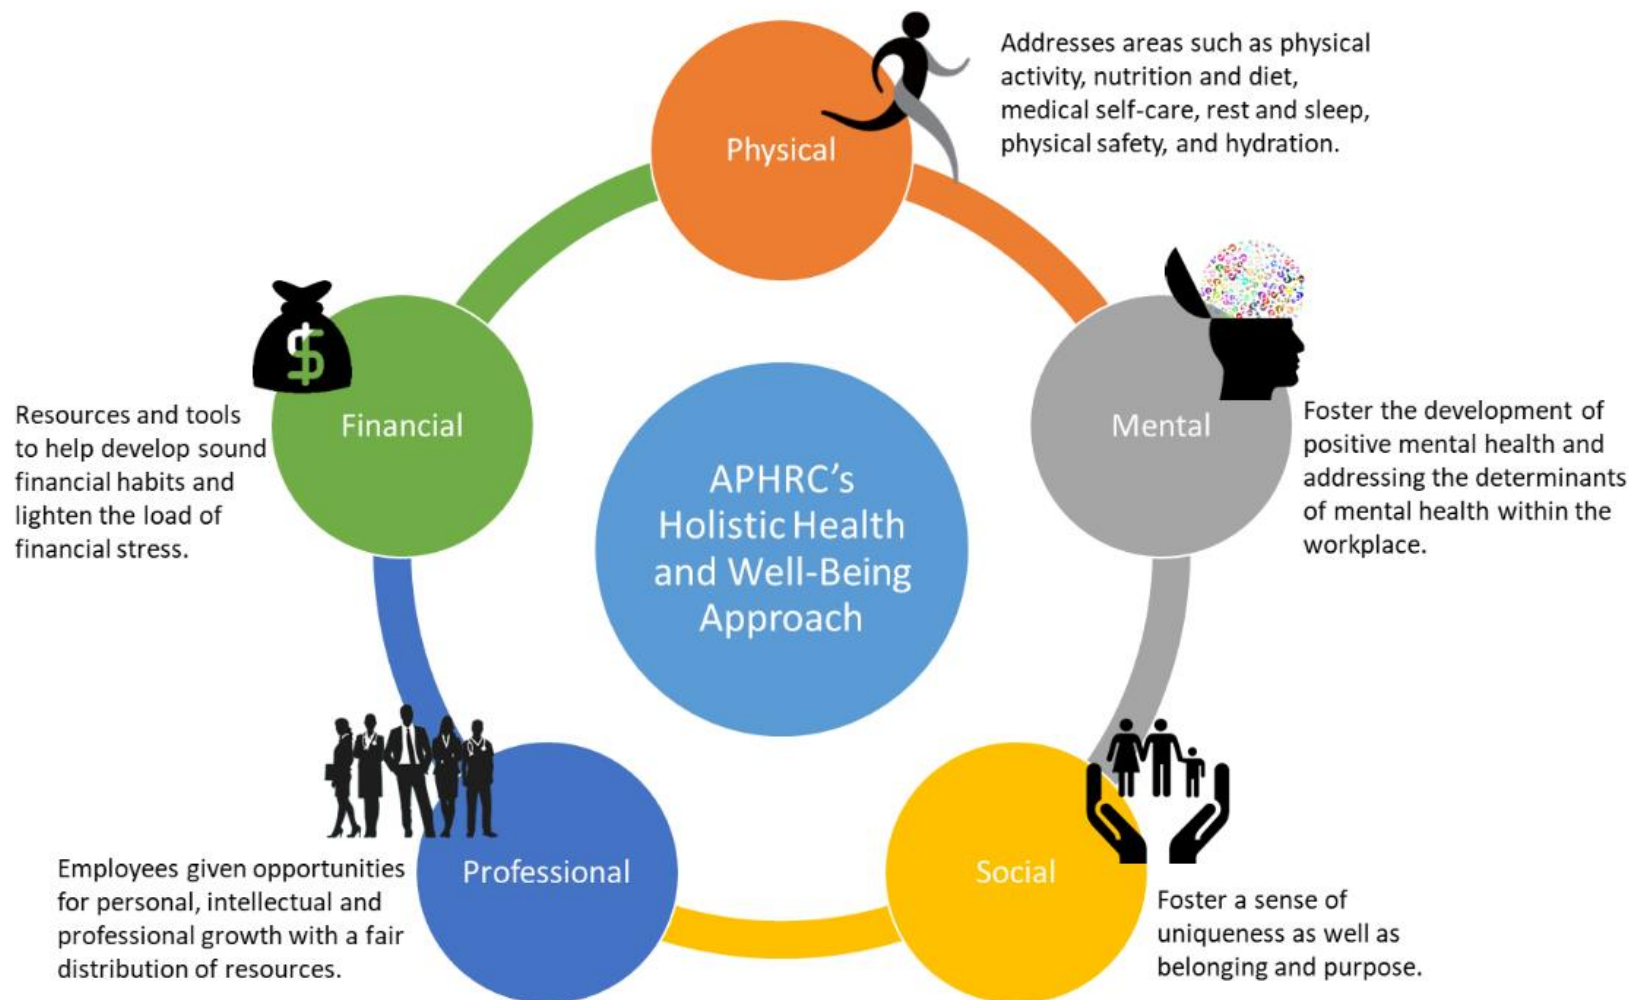 Physical
Addresses areas such as physical
activity, nutrition and diet,
medical self-care, rest and sleep,
physical safety, and hydration.
Mental
Foster the development of
positive mental health and
addressing the determinants
of mental health within the
workplace.
Social
Foster a sense of
uniqueness as well as
belonging and purpose.
Professional
Employees given opportunities
for personal, intellectual and
professional growth with a fair
distribution of resources.
$
Financial
Resources and tools
to help develop sound
financial habits and
lighten the load of
financial stress.
APHRC’s
Holistic Health
and Well-Being
Approach